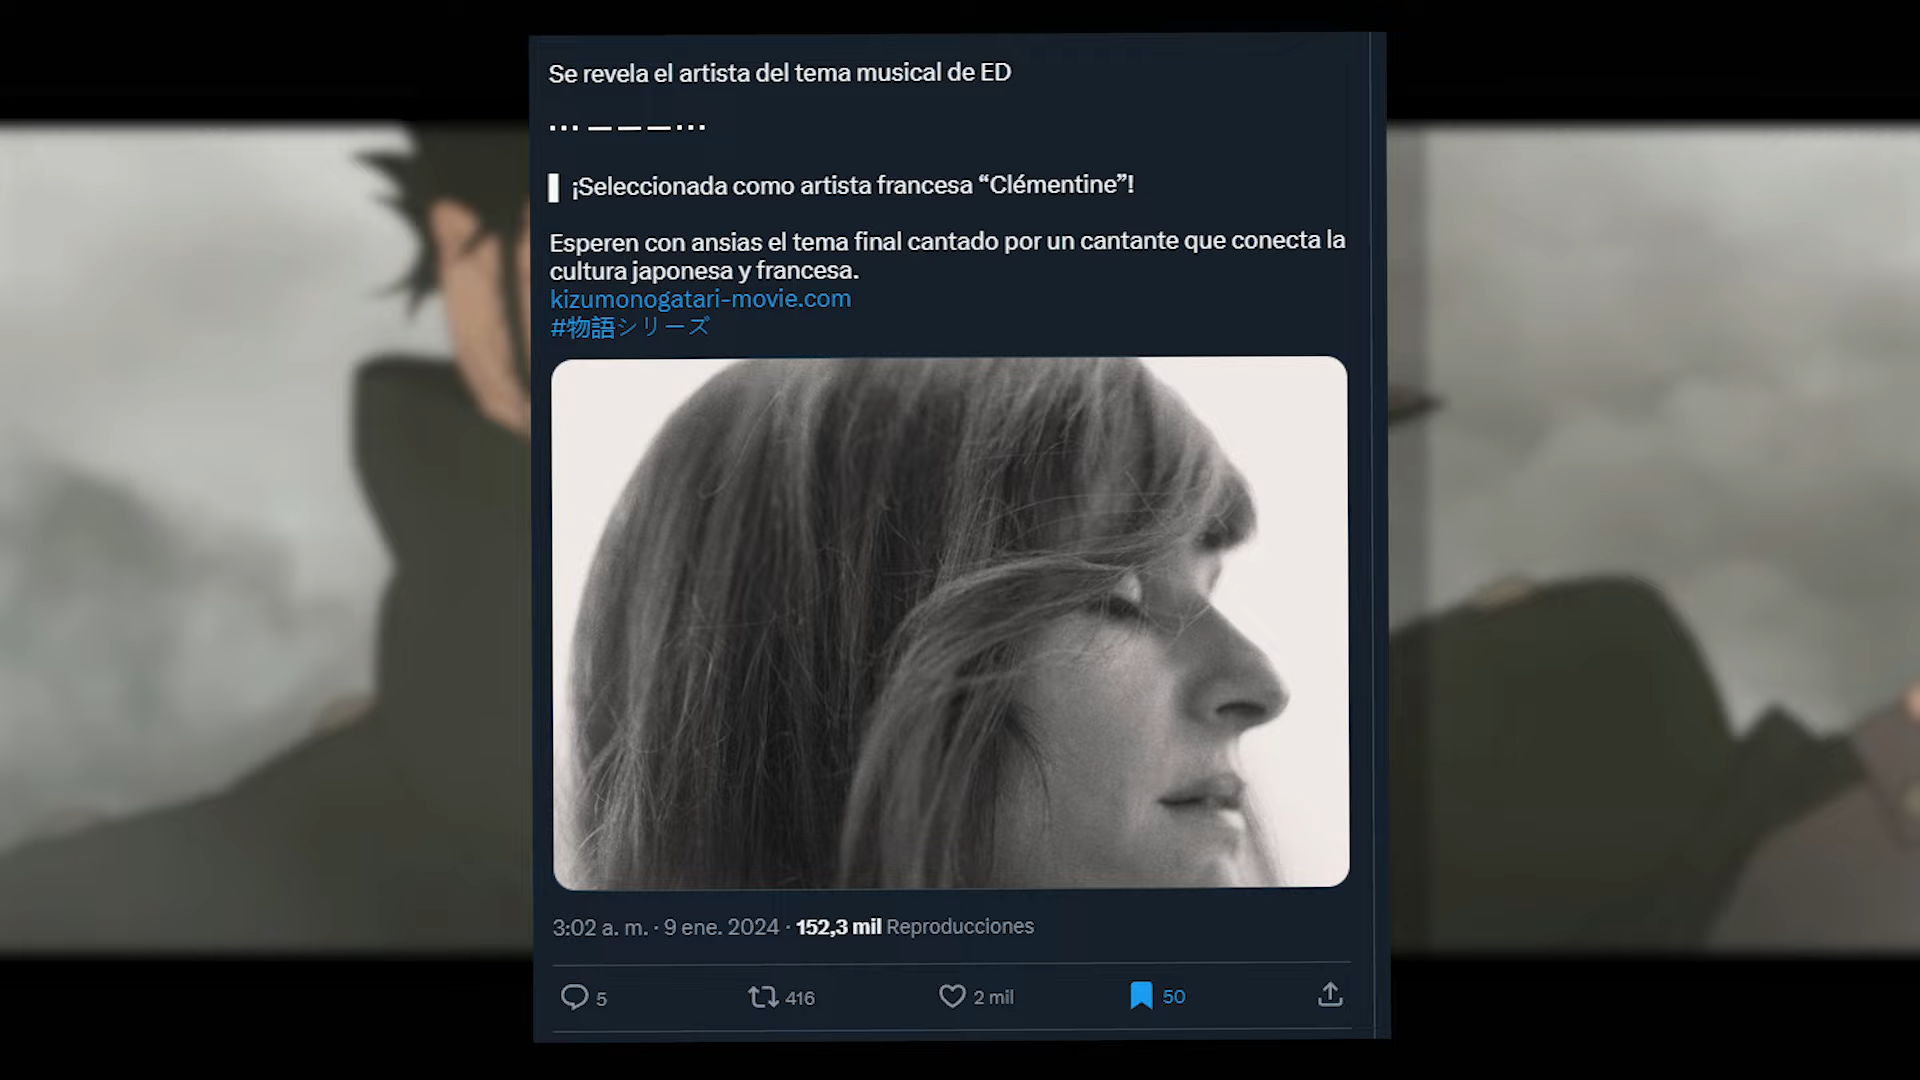 Se revela el artista del tema musical de ED
··· ———···
▌ ¡Seleccionada como artista francesa “Clémentine”!
Esperen con ansias el tema final cantado por un cantante que conecta la
cultura japonesa y francesa.
kizumonogatari-movie.com
#物語シリーズ
3:02 a. m. · 9 ene. 2024 · 152,3 mil Reproducciones
5 416 2 mil 50